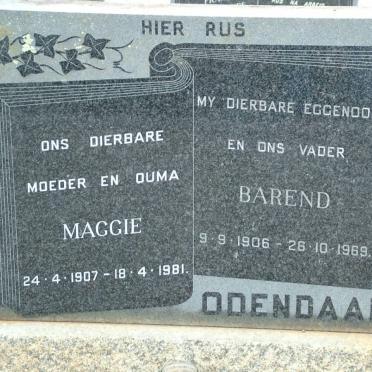 HIER RUS
ONS DIERBARE
MOEDER EN OUMA
MAGGIE
24·4·1907 – 18·4·1981.
MY DIERBARE EGGENOO
EN ONS VADER
BAREND
9·9·1906 – 26·10·1969.
ODENDAA